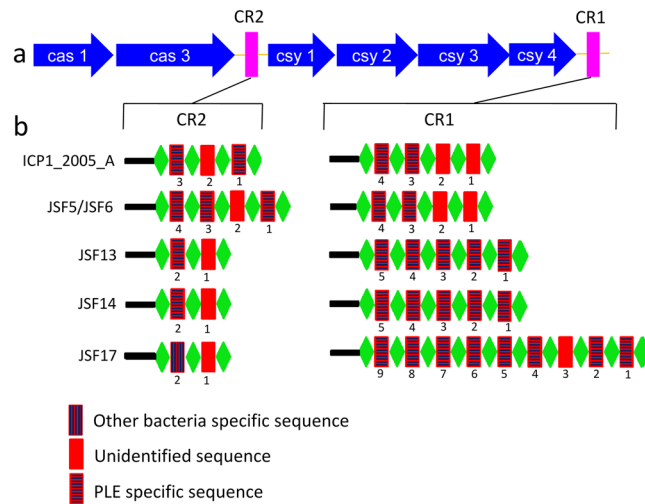 CR2 CR1
a cas 1 cas 3 csy 1 csy 2 csy 3 csy 4
b CR2 CR1
ICP1_2005_A
3 2 1 4 3 2 1
JSF5/JSF6
4 3 2 1 4 3 2 1
JSF13
2 1 5 4 3 2 1
JSF14
2 1 5 4 3 2 1
JSF17
2 1 9 8 7 6 5 4 3 2 1
Other bacteria specific sequence
Unidentified sequence
PLE specific sequence